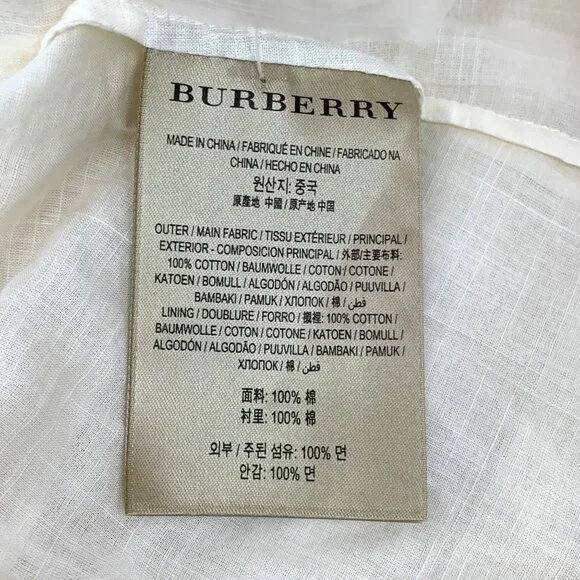 BURBERRY
MADE IN CHINA / FABRIQUÉ EN CHINE / FABRICADO NA
CHINA / HECHO EN CHINA
원산지: 중국
原產地 中國 / 原产地 中国
OUTER / MAIN FABRIC / TISSU EXTÉRIEUR / PRINCIPAL /
EXTERIOR - COMPOSICION PRINCIPAL / 外部/主要布料:
100% COTTON / BAUMWOLLE / COTON / COTONE /
KATOEN / BOMULL / ALGODÓN / ALGODÃO / PUUVILLA /
BAMBAKI / PAMUK / ХЛОПОК / 棉 / قطن
LINING / DOUBLURE / FORRO / 襯裡: 100% COTTON /
BAUMWOLLE / COTON / COTONE / KATOEN / BOMULL /
ALGODÓN / ALGODÃO / PUUVILLA / BAMBAKI / PAMUK /
ХЛОПОК / 棉 / قطن
面料: 100% 棉
衬里: 100% 棉
외부 / 주된 섬유: 100% 면
안감: 100% 면